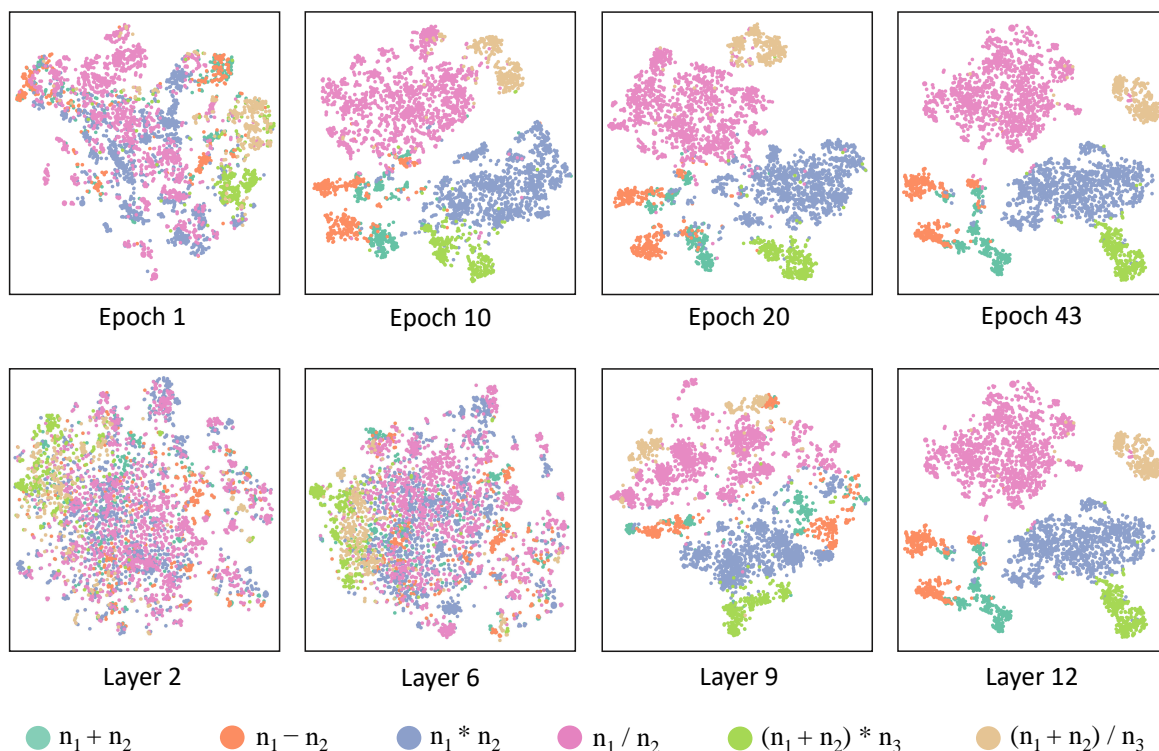 Epoch 1 Epoch 10 Epoch 20 Epoch 43
Layer 2 Layer 6 Layer 9 Layer 12
n₁ + n₂ n₁ − n₂ n₁ * n₂ n₁ / n₂ (n₁ + n₂) * n₃ (n₁ + n₂) / n₃